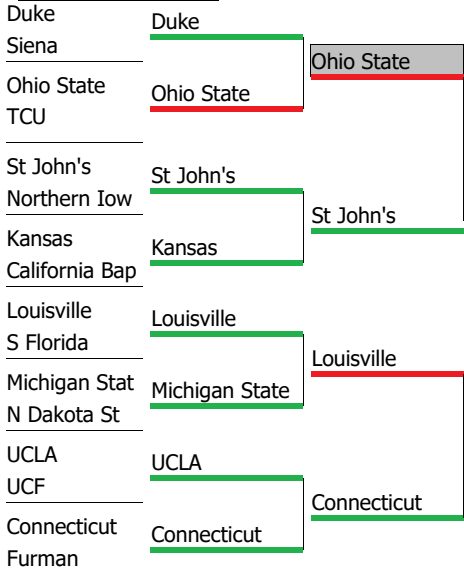 Duke
Siena
Ohio State
TCU
St John's
Northern Iow
Kansas
California Bap
Louisville
S Florida
Michigan Stat
N Dakota St
UCLA
UCF
Connecticut
Furman
Duke
Ohio State
St John's
Kansas
Louisville
Michigan State
UCLA
Connecticut
Ohio State
St John's
Louisville
Connecticut